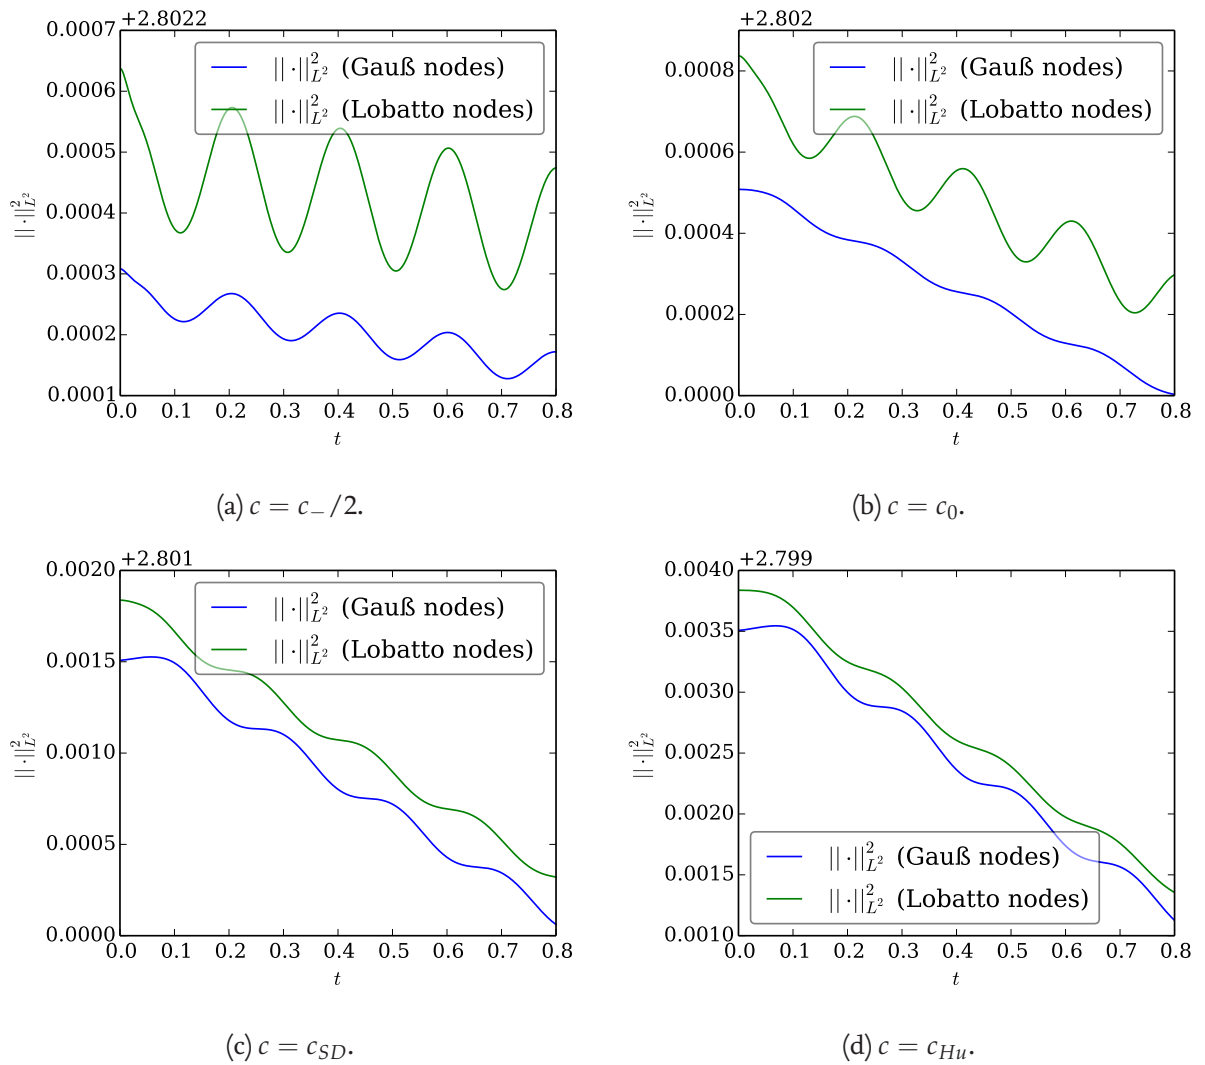 +2.8022
0.0007
0.0006
0.0005
0.0004
0.0003
0.0002
0.0001
|| · ||²_{L²}
|| · ||²_{L²} (Gauß nodes)
|| · ||²_{L²} (Lobatto nodes)
0.0 0.1 0.2 0.3 0.4 0.5 0.6 0.7 0.8
t
(a) c = c₋/2.
+2.802
0.0008
0.0006
0.0004
0.0002
0.0000
|| · ||²_{L²}
|| · ||²_{L²} (Gauß nodes)
|| · ||²_{L²} (Lobatto nodes)
0.0 0.1 0.2 0.3 0.4 0.5 0.6 0.7 0.8
t
(b) c = c₀.
+2.801
0.0020
0.0015
0.0010
0.0005
0.0000
|| · ||²_{L²}
|| · ||²_{L²} (Gauß nodes)
|| · ||²_{L²} (Lobatto nodes)
0.0 0.1 0.2 0.3 0.4 0.5 0.6 0.7 0.8
t
(c) c = c_{SD}.
+2.799
0.0040
0.0035
0.0030
0.0025
0.0020
0.0015
0.0010
|| · ||²_{L²}
|| · ||²_{L²} (Gauß nodes)
|| · ||²_{L²} (Lobatto nodes)
0.0 0.1 0.2 0.3 0.4 0.5 0.6 0.7 0.8
t
(d) c = c_{Hu}.